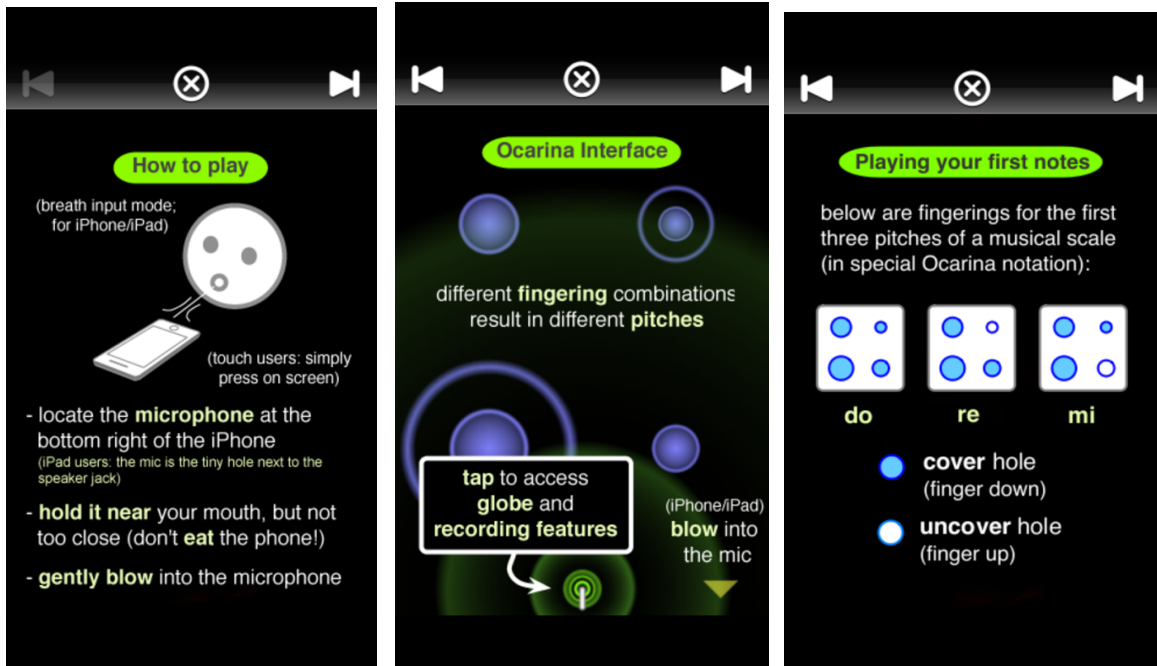 How to play
(breath input mode;
for iPhone/iPad)
(touch users: simply
press on screen)
- locate the microphone at the
bottom right of the iPhone
(iPad users: the mic is the tiny hole next to the
speaker jack)
- hold it near your mouth, but not
too close (don't eat the phone!)
- gently blow into the microphone
Ocarina Interface
different fingering combinations
result in different pitches
tap to access
globe and
recording features
(iPhone/iPad)
blow into
the mic
Playing your first notes
below are fingerings for the first
three pitches of a musical scale
(in special Ocarina notation):
do re mi
cover hole
(finger down)
uncover hole
(finger up)